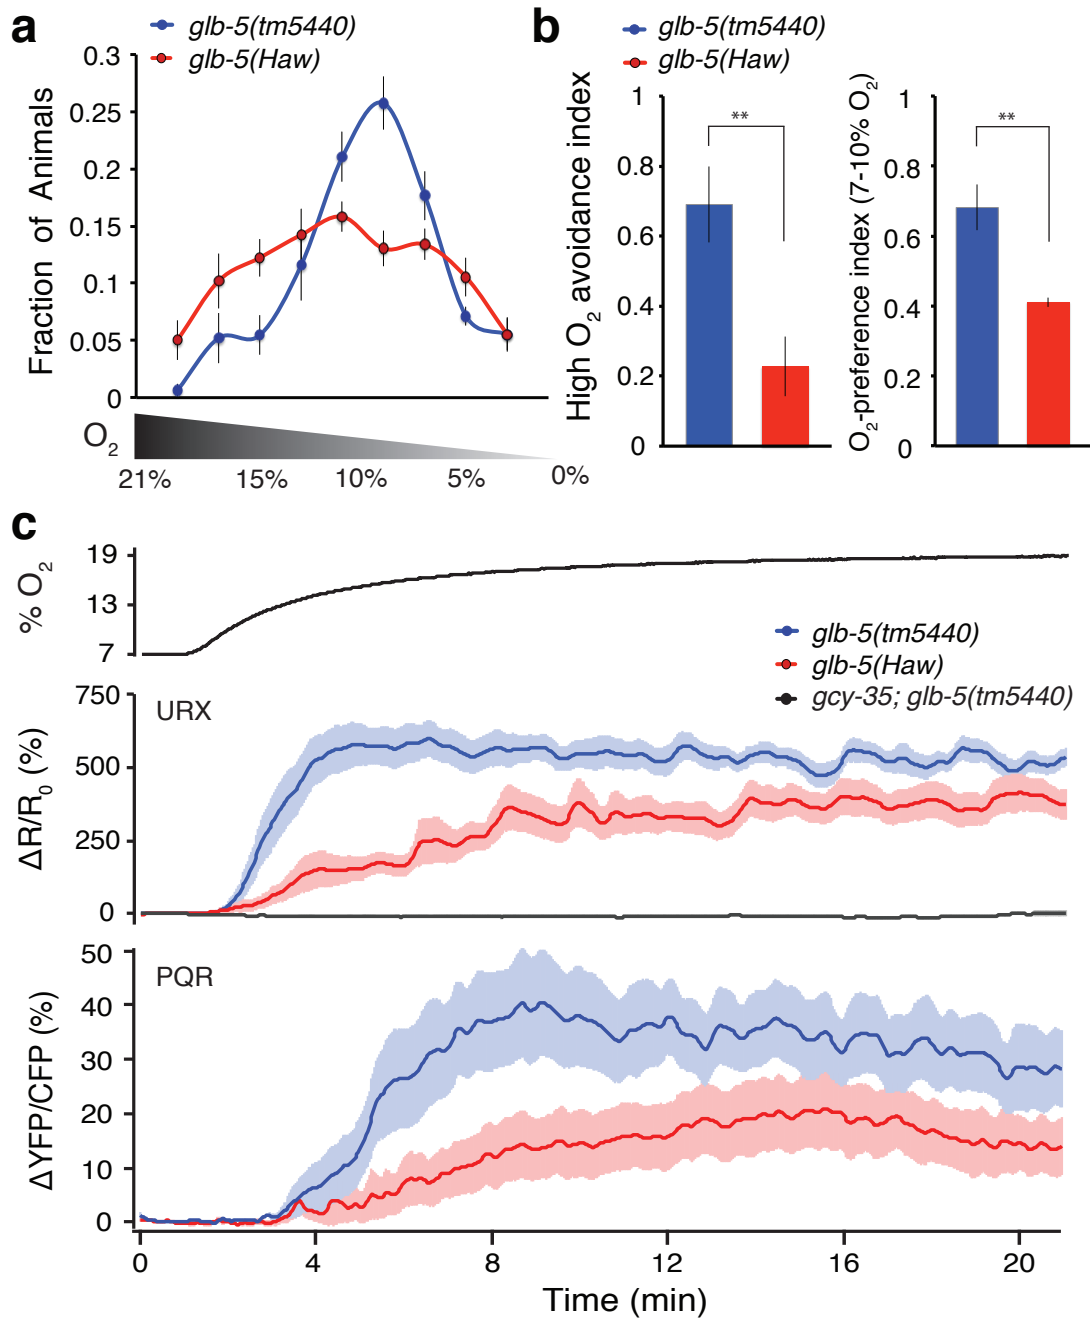 a
glb-5(tm5440)
glb-5(Haw)
Fraction of Animals
0.3
0.25
0.2
0.15
0.1
0.05
0
O₂
21%
15%
10%
5%
0%
b
glb-5(tm5440)
glb-5(Haw)
High O₂ avoidance index
1
0.8
0.6
0.4
0.2
0
**
O₂-preference index (7-10% O₂)
1
0.8
0.6
0.4
0.2
0
**
c
% O₂
19
13
7
glb-5(tm5440)
glb-5(Haw)
gcy-35; glb-5(tm5440)
URX
ΔR/R₀ (%)
750
500
250
0
PQR
ΔYFP/CFP (%)
50
40
30
20
10
0
0
4
8
12
16
20
Time (min)